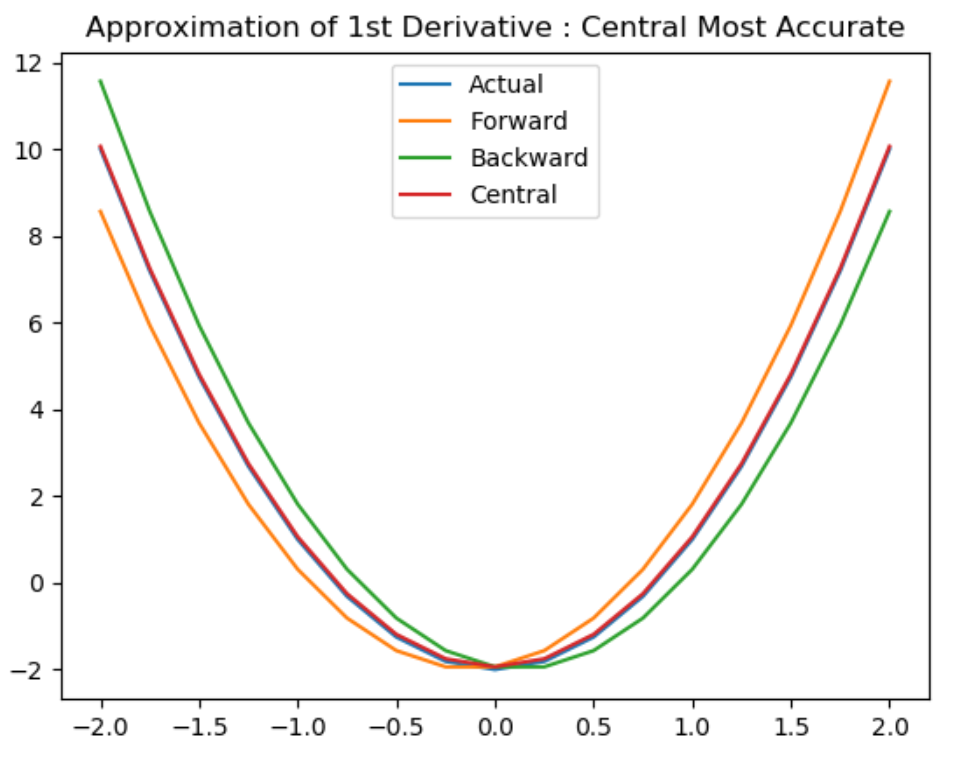 Approximation of 1st Derivative : Central Most Accurate
12
10
8
6
4
2
0
−2
Actual
Forward
Backward
Central
−2.0 −1.5 −1.0 −0.5 0.0 0.5 1.0 1.5 2.0